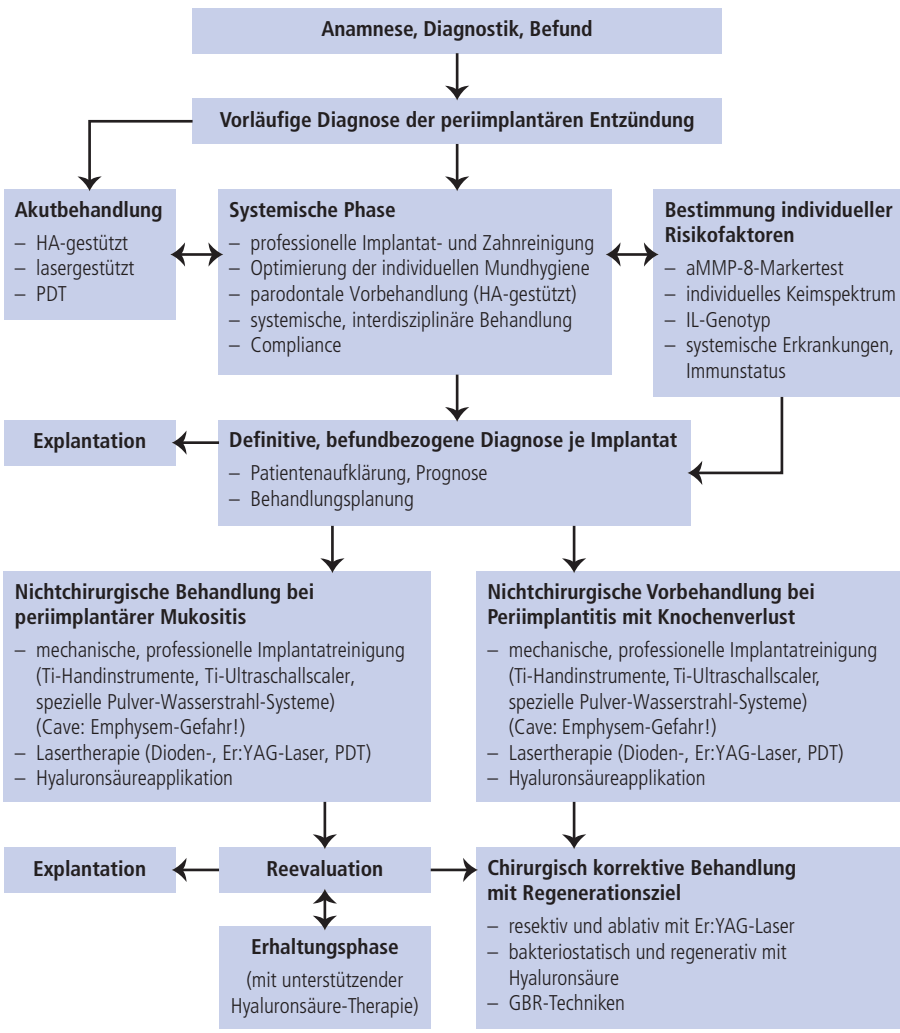 Anamnese, Diagnostik, Befund
Vorläufige Diagnose der periimplantären Entzündung
Akutbehandlung
– HA-gestützt
– lasergestützt
– PDT
Systemische Phase
– professionelle Implantat- und Zahnreinigung
– Optimierung der individuellen Mundhygiene
– parodontale Vorbehandlung (HA-gestützt)
– systemische, interdisziplinäre Behandlung
– Compliance
Bestimmung individueller
Risikofaktoren
– aMMP-8-Markertest
– individuelles Keimspektrum
– IL-Genotyp
– systemische Erkrankungen,
Immunstatus
Explantation
Definitive, befundbezogene Diagnose je Implantat
– Patientenaufklärung, Prognose
– Behandlungsplanung
Nichtchirurgische Behandlung bei
periimplantärer Mukositis
– mechanische, professionelle Implantatreinigung
(Ti-Handinstrumente, Ti-Ultraschallscaler,
spezielle Pulver-Wasserstrahl-Systeme)
(Cave: Emphysem-Gefahr!)
– Lasertherapie (Dioden-, Er:YAG-Laser, PDT)
– Hyaluronsäureapplikation
Nichtchirurgische Vorbehandlung bei
Periimplantitis mit Knochenverlust
– mechanische, professionelle Implantatreinigung
(Ti-Handinstrumente, Ti-Ultraschallscaler,
spezielle Pulver-Wasserstrahl-Systeme)
(Cave: Emphysem-Gefahr!)
– Lasertherapie (Dioden-, Er:YAG-Laser, PDT)
– Hyaluronsäureapplikation
Explantation
Reevaluation
Erhaltungsphase
(mit unterstützender
Hyaluronsäure-Therapie)
Chirurgisch korrektive Behandlung
mit Regenerationsziel
– resektiv und ablativ mit Er:YAG-Laser
– bakteriostatisch und regenerativ mit
Hyaluronsäure
– GBR-Techniken